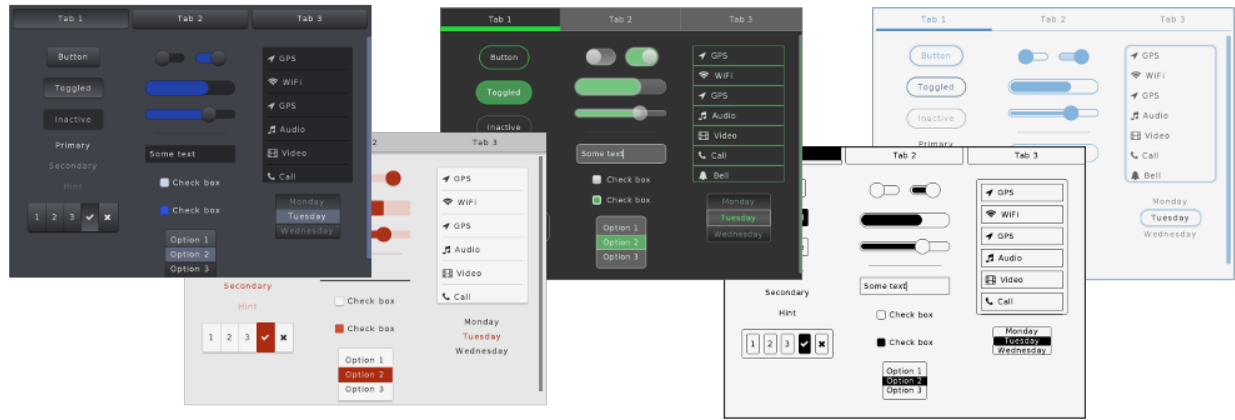 Tab 1
Tab 2
Tab 3
Button
Toggled
Inactive
Primary
Secondary
Hint
1 2 3
Some text
Check box
Check box
Option 1
Option 2
Option 3
GPS
WiFi
GPS
Audio
Video
Call
Monday
Tuesday
Wednesday
2
Tab 3
Secondary
Hint
1 2 3
Check box
Check box
Option 1
Option 2
Option 3
GPS
WiFi
GPS
Audio
Video
Call
Monday
Tuesday
Wednesday
Tab 1
Tab 2
Tab 3
Button
Toggled
Inactive
Some text
Check box
Check box
Option 1
Option 2
Option 3
GPS
WiFi
GPS
Audio
Video
Call
Bell
Monday
Tuesday
Wednesday
Tab 2
Tab 3
Secondary
Hint
1 2 3
Some text
Check box
Check box
Option 1
Option 2
Option 3
GPS
WiFi
GPS
Audio
Video
Call
Monday
Tuesday
Wednesday
Tab 1
Tab 2
Tab 3
Button
Toggled
Inactive
Primary
GPS
WiFi
GPS
Audio
Video
Call
Bell
Monday
Tuesday
Wednesday